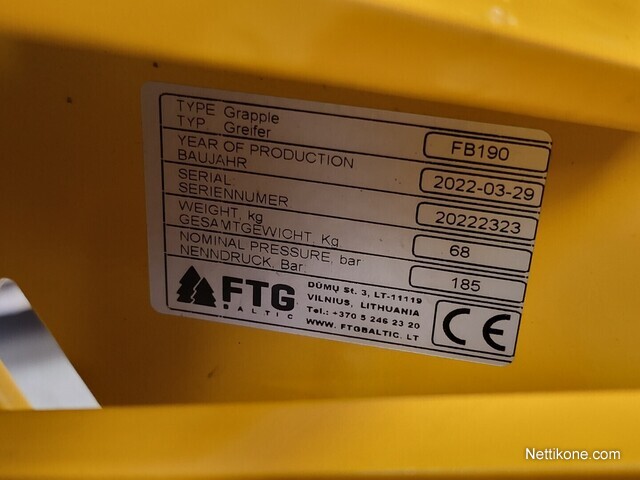 TYPE Grapple
TYP Greifer
FB190
YEAR OF PRODUCTION
BAUJAHR
2022-03-29
SERIAL
SERIENNUMER
20222323
WEIGHT, kg
GESAMTGEWICHT, Kg
68
NOMINAL PRESSURE, bar
NENNDRUCK, Bar.
185
FTG
BALTIC
DŪMŲ St. 3, LT-11119
VILNIUS, LITHUANIA
Tel.: +370 5 246 23 20
WWW. FTGBALTIC. LT
CE
Nettikone.com